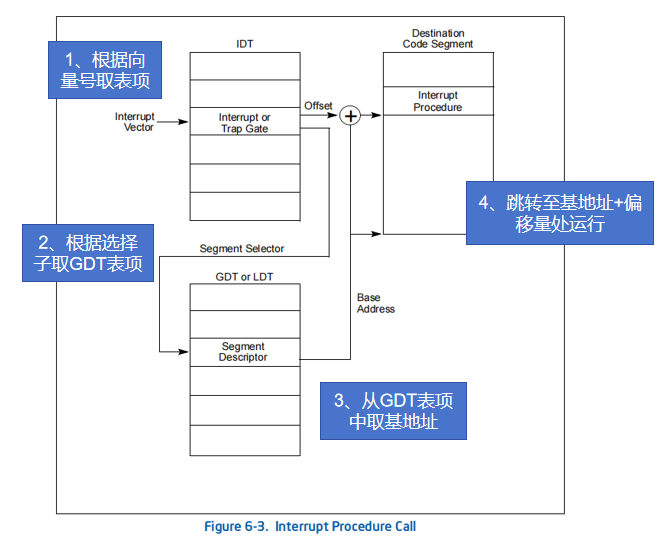 IDT
Destination
Code Segment
1、根据向
量号取表项
Offset
Interrupt
Procedure
Interrupt
Vector
Interrupt or
Trap Gate
4、跳转至基地址+偏
移量处运行
2、根据选择
子取GDT表项
Segment Selector
GDT or LDT
Base
Address
Segment
Descriptor
3、从GDT表项
中取基地址
Figure 6-3. Interrupt Procedure Call